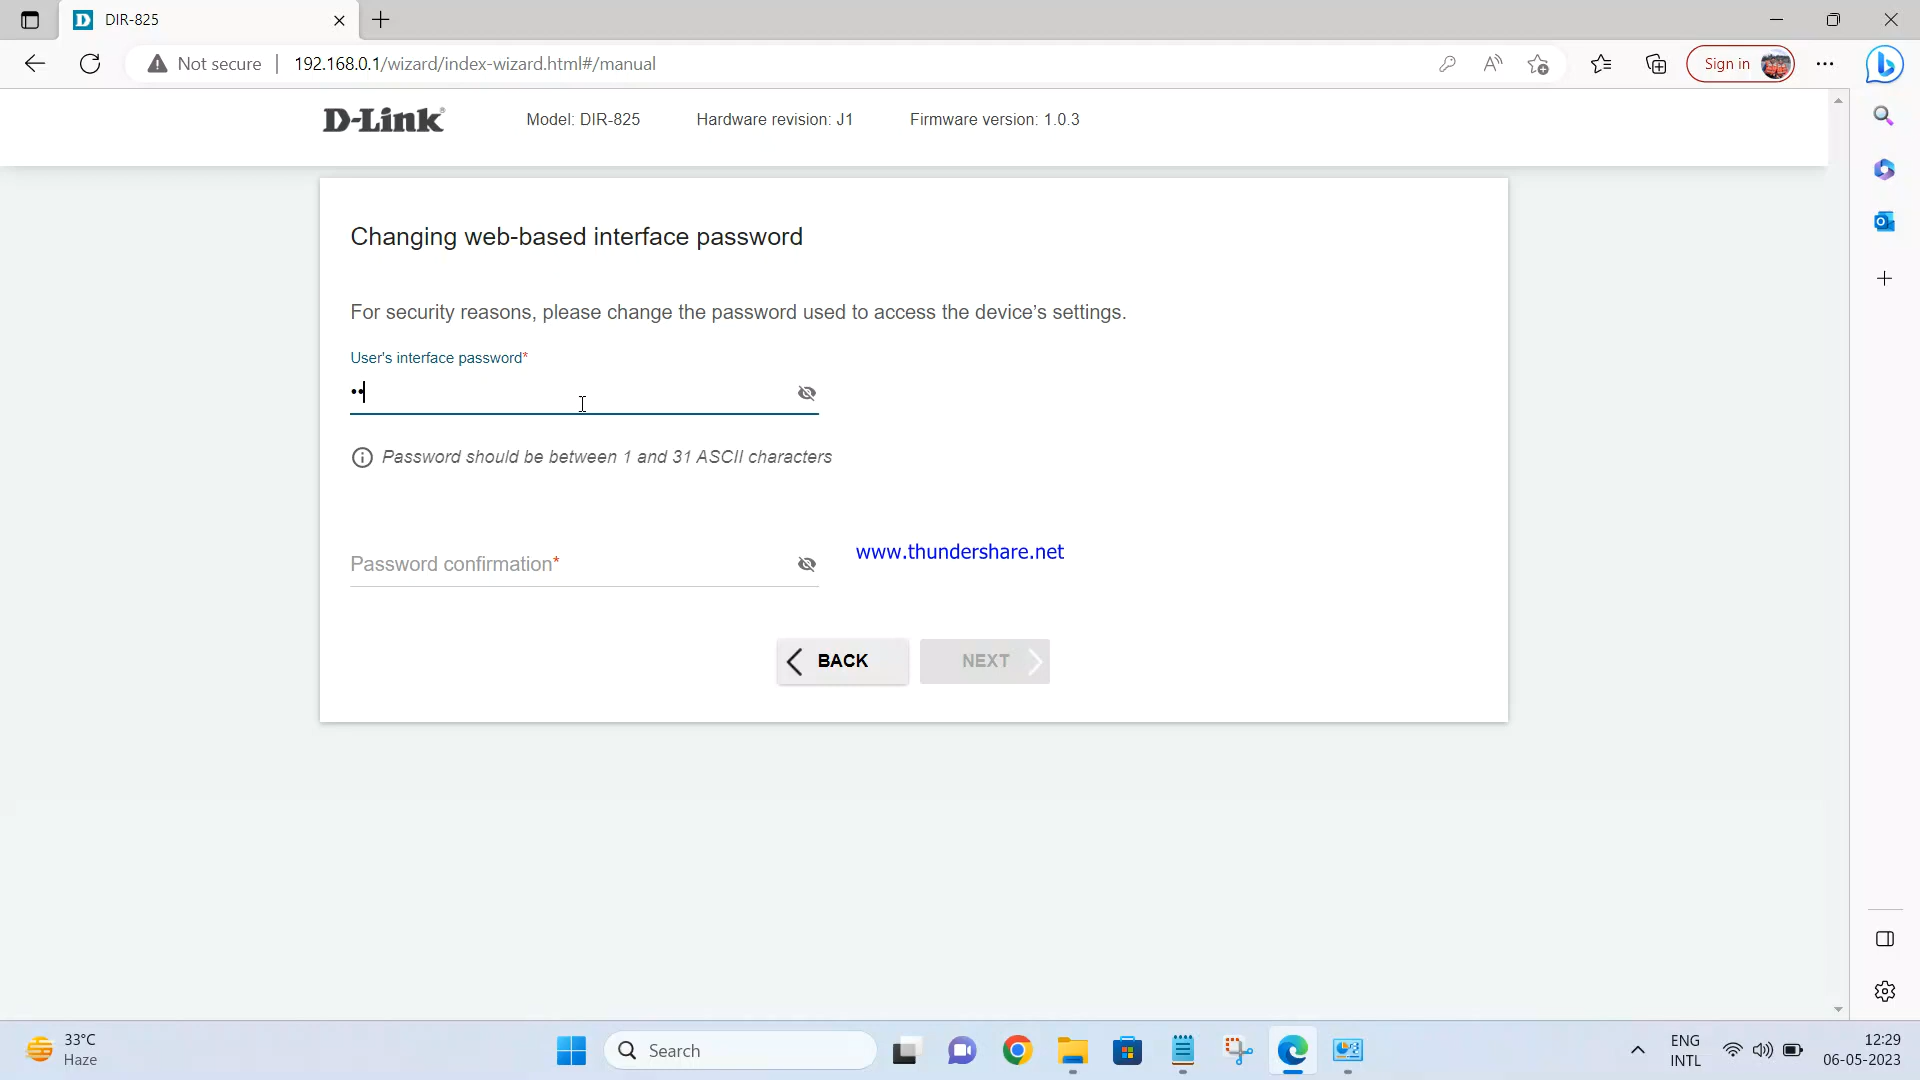 DIR-825
Not secure
192.168.0.1/wizard/index-wizard.html#/manual
Sign in
D-Link
Model: DIR-825
Hardware revision: J1
Firmware version: 1.0.3
Changing web-based interface password
For security reasons, please change the password used to access the device’s settings.
User's interface password*
••
Password should be between 1 and 31 ASCII characters
Password confirmation*
www.thundershare.net
BACK
NEXT
33°C
Haze
Search
ENG
INTL
12:29
06-05-2023